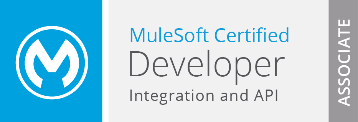 MuleSoft Certified
Developer
Integration and API
ASSOCIATE